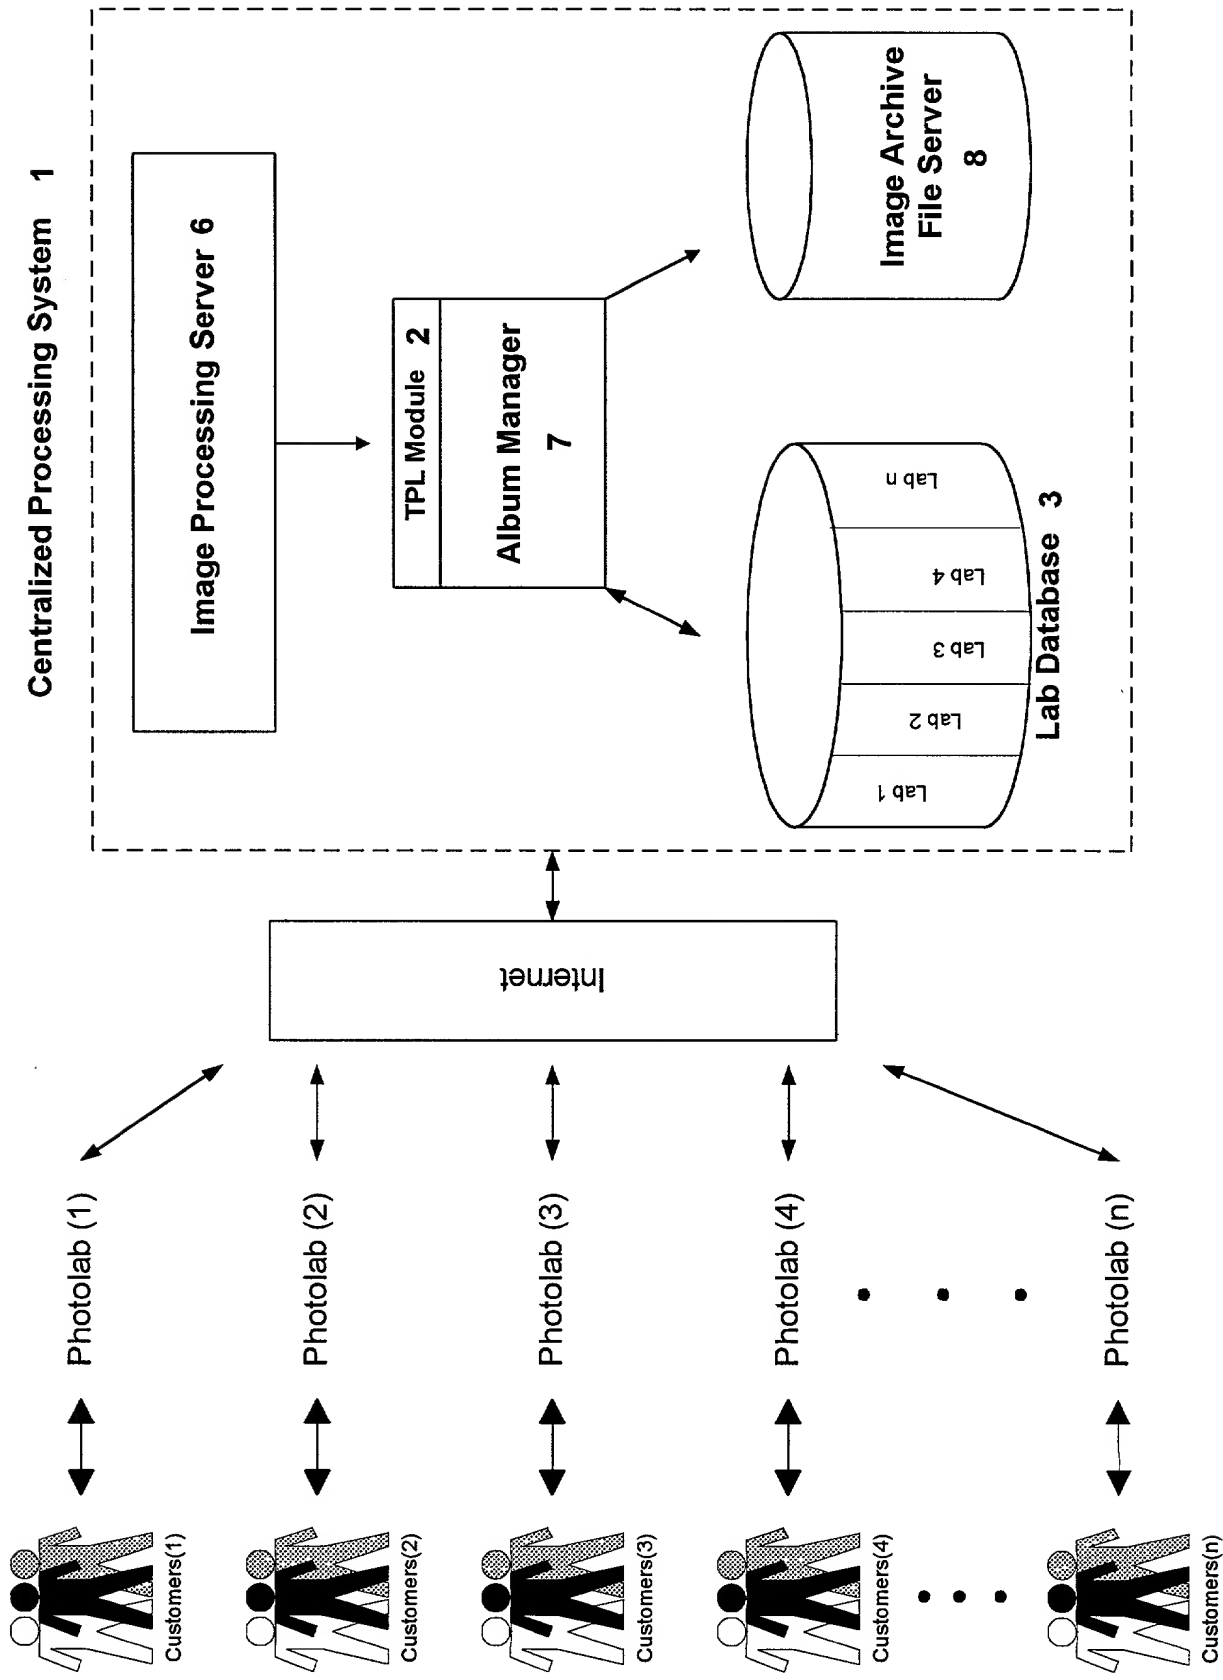 Centralized Processing System 1
Image Processing Server 6
TPL Module 2
Album Manager
7
Image Archive
File Server
8
Lab 1
Lab 2
Lab 3
Lab 4
Lab n
Lab Database 3
Internet
Photolab (1)
Photolab (2)
Photolab (3)
Photolab (4)
Photolab (n)
Customers(1)
Customers(2)
Customers(3)
Customers(4)
Customers(n)